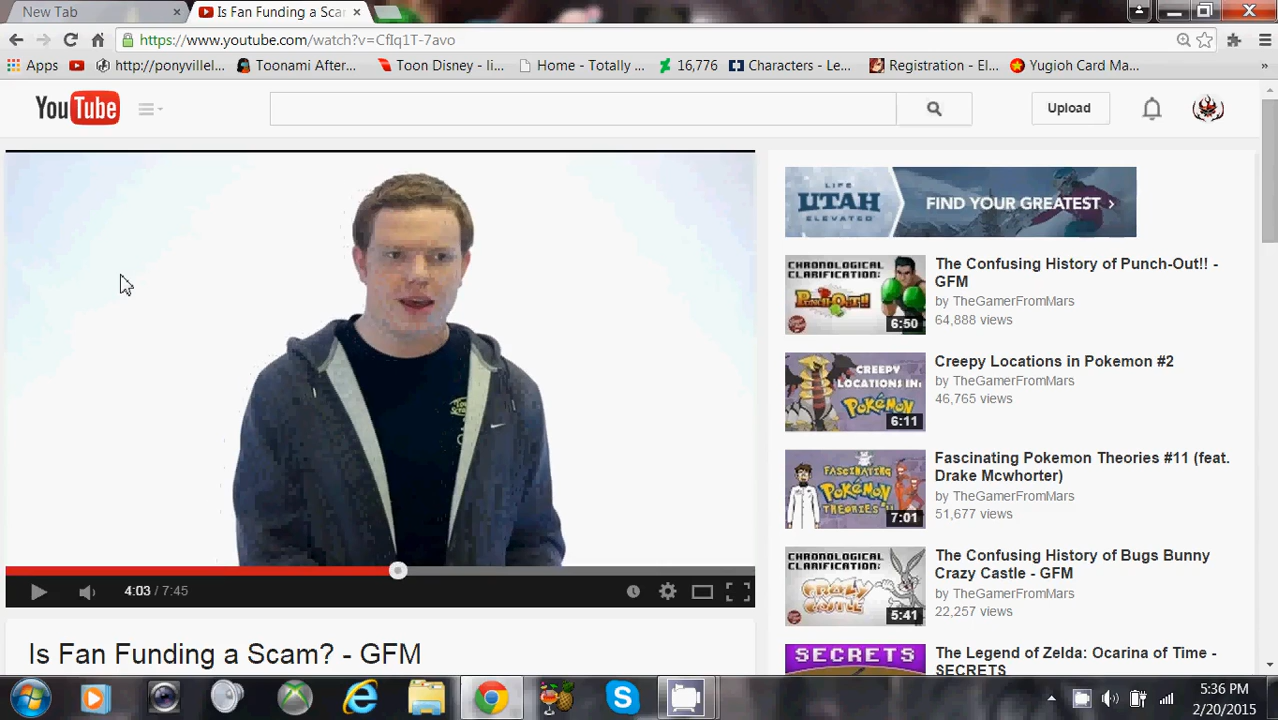 New Tab
Is Fan Funding a Scar
https://www.youtube.com/watch?v=CfIq1T-7avo
Apps
http://ponyvillel...
Toonami After...
Toon Disney - li...
Home - Totally ...
16,776
Characters - Le...
Registration - El...
Yugioh Card Ma...
»
YouTube
Upload
LIFE
UTAH
ELEVATED
FIND YOUR GREATEST >
CHRONOLOGICAL
CLARIFICATION:
PUNCH-OUT!!
6:50
The Confusing History of Punch-Out!! -
GFM
by TheGamerFromMars
64,888 views
CREEPY
LOCATIONS IN:
POKéMON
6:11
Creepy Locations in Pokemon #2
by TheGamerFromMars
46,765 views
FASCINATING
POKéMON
THEORIES
7:01
Fascinating Pokemon Theories #11 (feat.
Drake Mcwhorter)
by TheGamerFromMars
51,677 views
CHRONOLOGICAL
CLARIFICATION:
CRAZY
CASTLE
5:41
The Confusing History of Bugs Bunny
Crazy Castle - GFM
by TheGamerFromMars
22,257 views
4:03 / 7:45
Is Fan Funding a Scam? - GFM
SECRETS
The Legend of Zelda: Ocarina of Time -
SECRETS
5:36 PM
2/20/2015